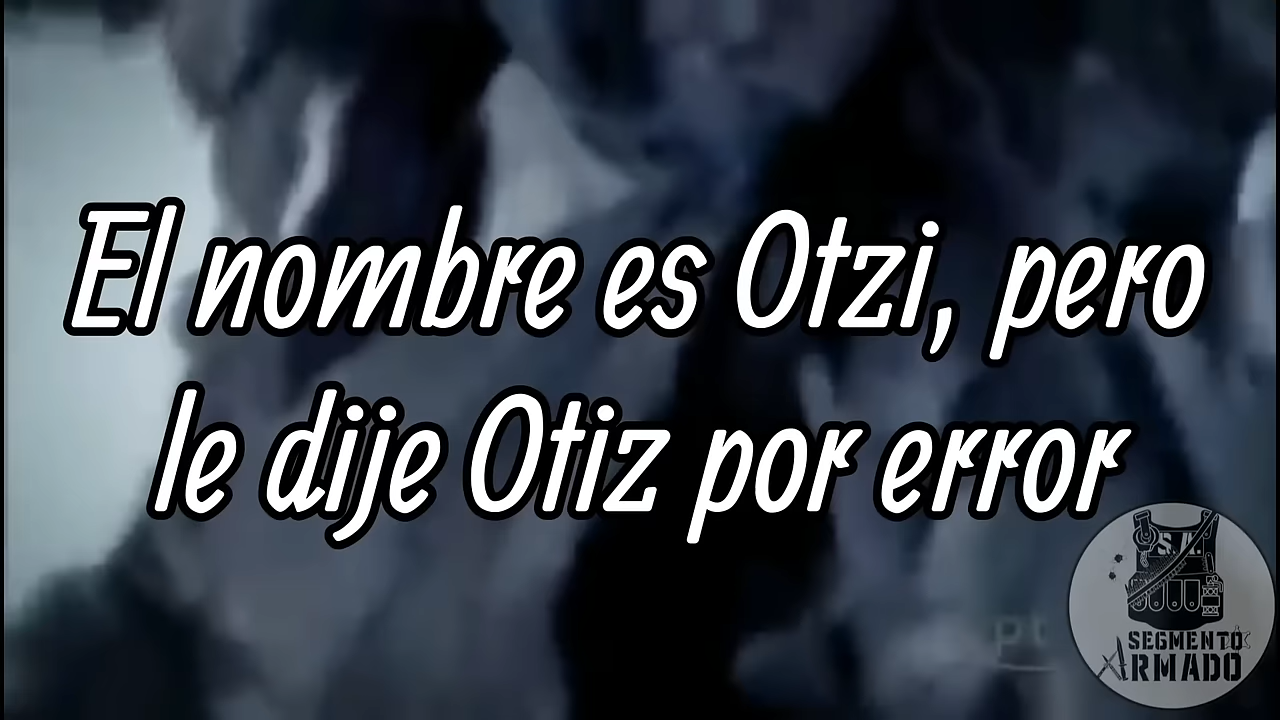 El nombre es Otzi, pero
le dije Otiz por error
S.A.
SEGMENTO
ARMADO